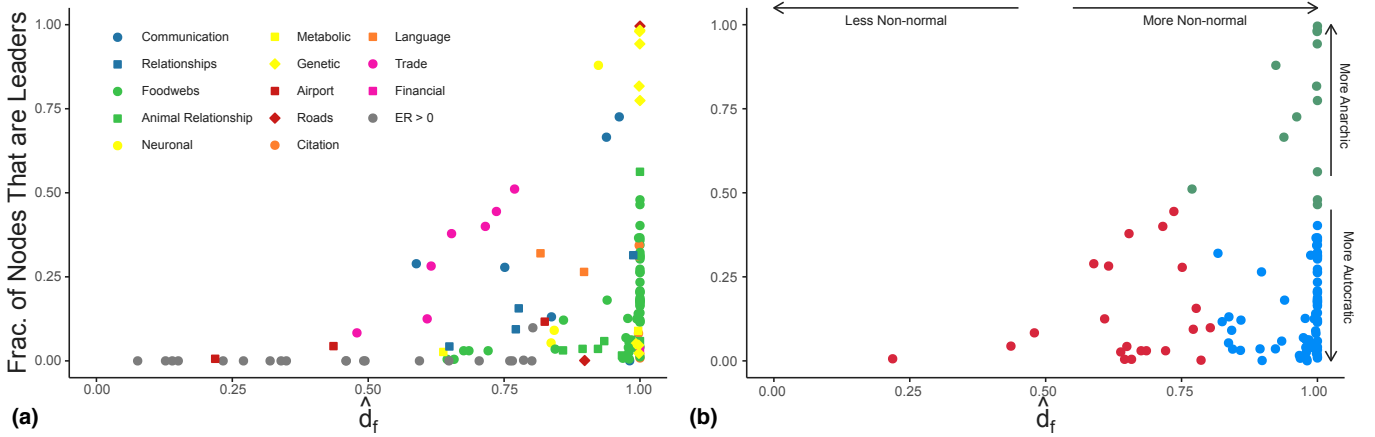 Frac. of Nodes That are Leaders
1.00
0.75
0.50
0.25
0.00
Communication
Relationships
Foodwebs
Animal Relationship
Neuronal
Metabolic
Genetic
Airport
Roads
Citation
Language
Trade
Financial
ER > 0
0.00
0.25
0.50
0.75
1.00
d̂f
(a)
Less Non-normal
More Non-normal
1.00
0.75
0.50
0.25
0.00
More Anarchic
More Autocratic
0.00
0.25
0.50
0.75
1.00
d̂f
(b)